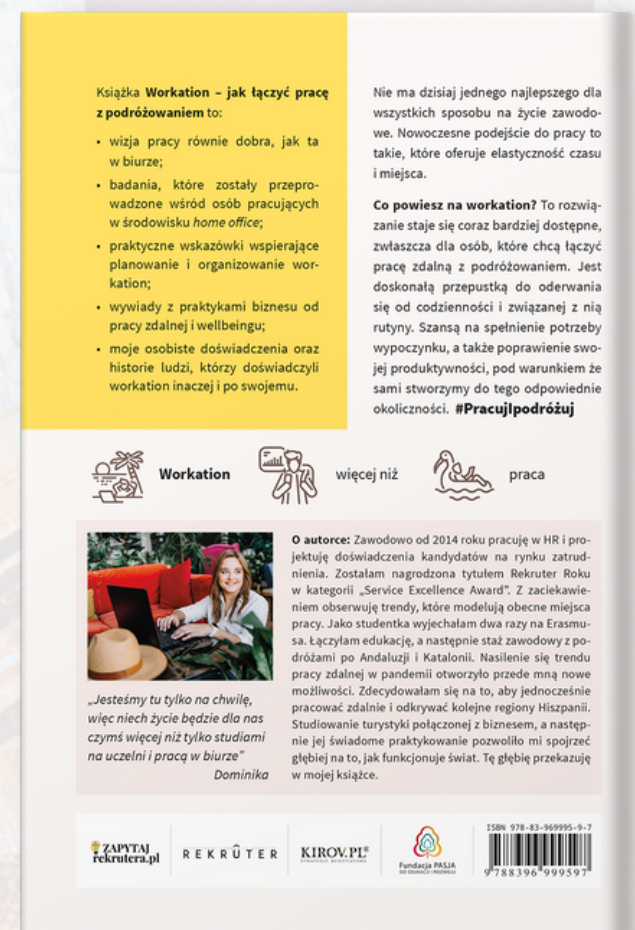 Książka Workation – jak łączyć pracę
z podróżowaniem to:
• wizja pracy równie dobra, jak ta
w biurze;
• badania, które zostały przepro-
wadzone wśród osób pracujących
w środowisku home office;
• praktyczne wskazówki wspierające
planowanie i organizowanie wor-
kation;
• wywiady z praktykami biznesu od
pracy zdalnej i wellbeingu;
• moje osobiste doświadczenia oraz
historie ludzi, którzy doświadczyli
workation inaczej i po swojemu.
Nie ma dzisiaj jednego najlepszego dla
wszystkich sposobu na życie zawodo-
we. Nowoczesne podejście do pracy to
takie, które oferuje elastyczność czasu
i miejsca.
Co powiesz na workation? To rozwią-
zanie staje się coraz bardziej dostępne,
zwłaszcza dla osób, które chcą łączyć
pracę zdalną z podróżowaniem. Jest
doskonałą przepustką do oderwania
się od codzienności i związanej z nią
rutyny. Szansą na spełnienie potrzeby
wypoczynku, a także poprawienie swo-
jej produktywności, pod warunkiem że
sami stworzymy do tego odpowiednie
okoliczności. #PracujIpodróżuj
Workation
więcej niż
praca
O autorce: Zawodowo od 2014 roku pracuję w HR i pro-
jektuję doświadczenia kandydatów na rynku zatrud-
nienia. Zostałam nagrodzona tytułem Rekruter Roku
w kategorii „Service Excellence Award”. Z zaciekawie-
niem obserwuję trendy, które modelują obecne miejsca
pracy. Jako studentka wyjechałam dwa razy na Erasmu-
sa. Łączyłam edukację, a następnie staż zawodowy z po-
dróżami po Andaluzji i Katalonii. Nasilenie się trendu
pracy zdalnej w pandemii otworzyło przede mną nowe
możliwości. Zdecydowałam się na to, aby jednocześnie
pracować zdalnie i odkrywać kolejne regiony Hiszpanii.
Studiowanie turystyki połączonej z biznesem, a następ-
nie jej świadome praktykowanie pozwoliło mi spojrzeć
głębiej na to, jak funkcjonuje świat. Tę głębię przekazuję
w mojej książce.
„Jesteśmy tu tylko na chwilę,
więc niech życie będzie dla nas
czymś więcej niż tylko studiami
na uczelni i pracą w biurze”
Dominika
ZAPYTAJ
rekrutera.pl
REKRÛTER
KIROV.PL®
Fundacja PASJA
DO EDUKACJI I ROZWOJU
ISBN 978-83-969995-9-7
9788396999597